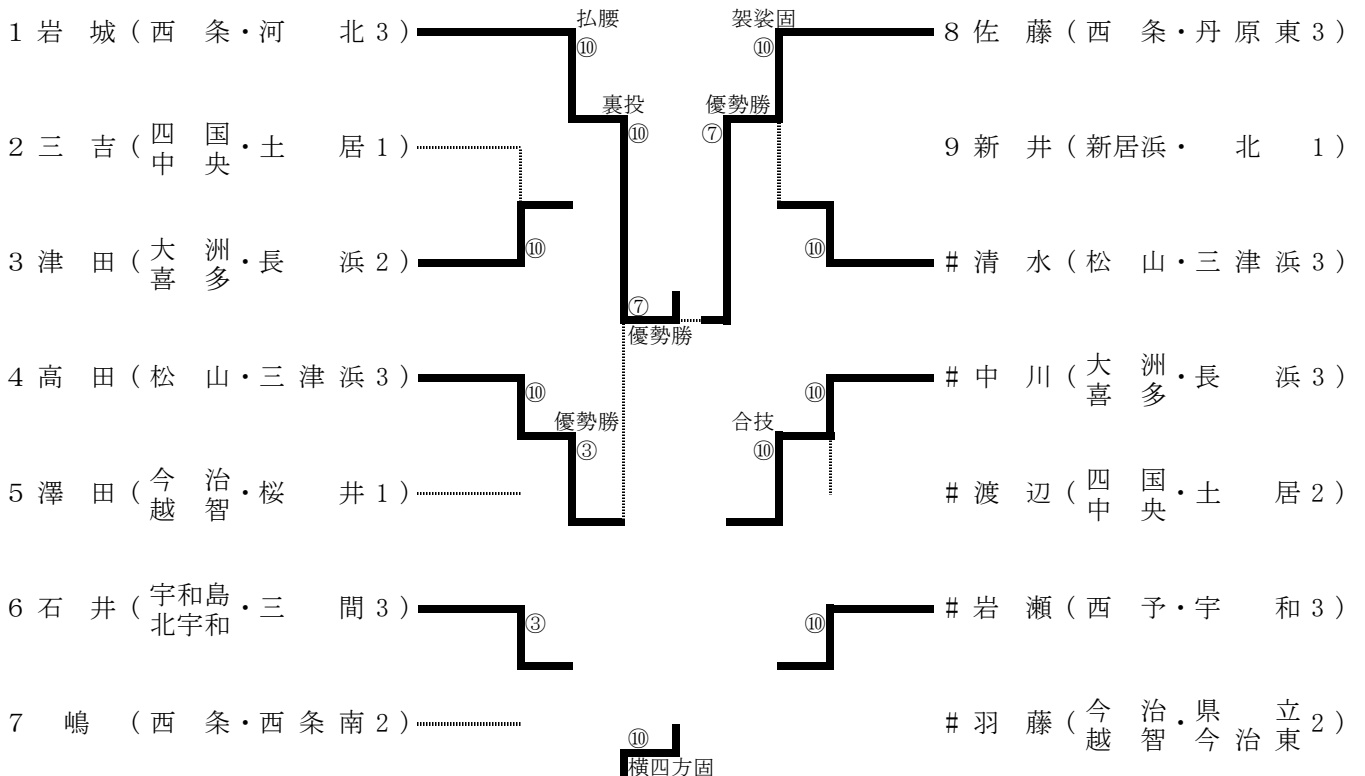 払腰 袈裟固
1 岩 城 ( 西 条・河 北 3 ) ⑩ ⑩ 8 佐 藤 ( 西 条・丹 原 東 3 )
裏投 優勢勝
⑩ ⑦
2 三 吉 ( 四 国 中 央・土 居 1 ) 9 新 井 ( 新居浜・ 北 1 )
3 津 田 ( 大 洲 喜 多・長 浜 2 ) ⑩ ⑩ # 清 水 ( 松 山・三 津 浜 3 )
⑦
優勢勝
4 高 田 ( 松 山・三 津 浜 3 ) ⑩ ⑩ # 中 川 ( 大 洲 喜 多・長 浜 3 )
優勢勝 合技
③ ⑩
5 澤 田 ( 今 治 越 智・桜 井 1 ) # 渡 辺 ( 四 国 中 央・土 居 2 )
6 石 井 ( 宇和島 北宇和・三 間 3 ) ③ ⑩ # 岩 瀬 ( 西 予・宇 和 3 )
7 嶋 ( 西 条・西 条 南 2 ) # 羽 藤 ( 今 治 越 智・県 立 今 治 東 2 )
⑩
横四方固